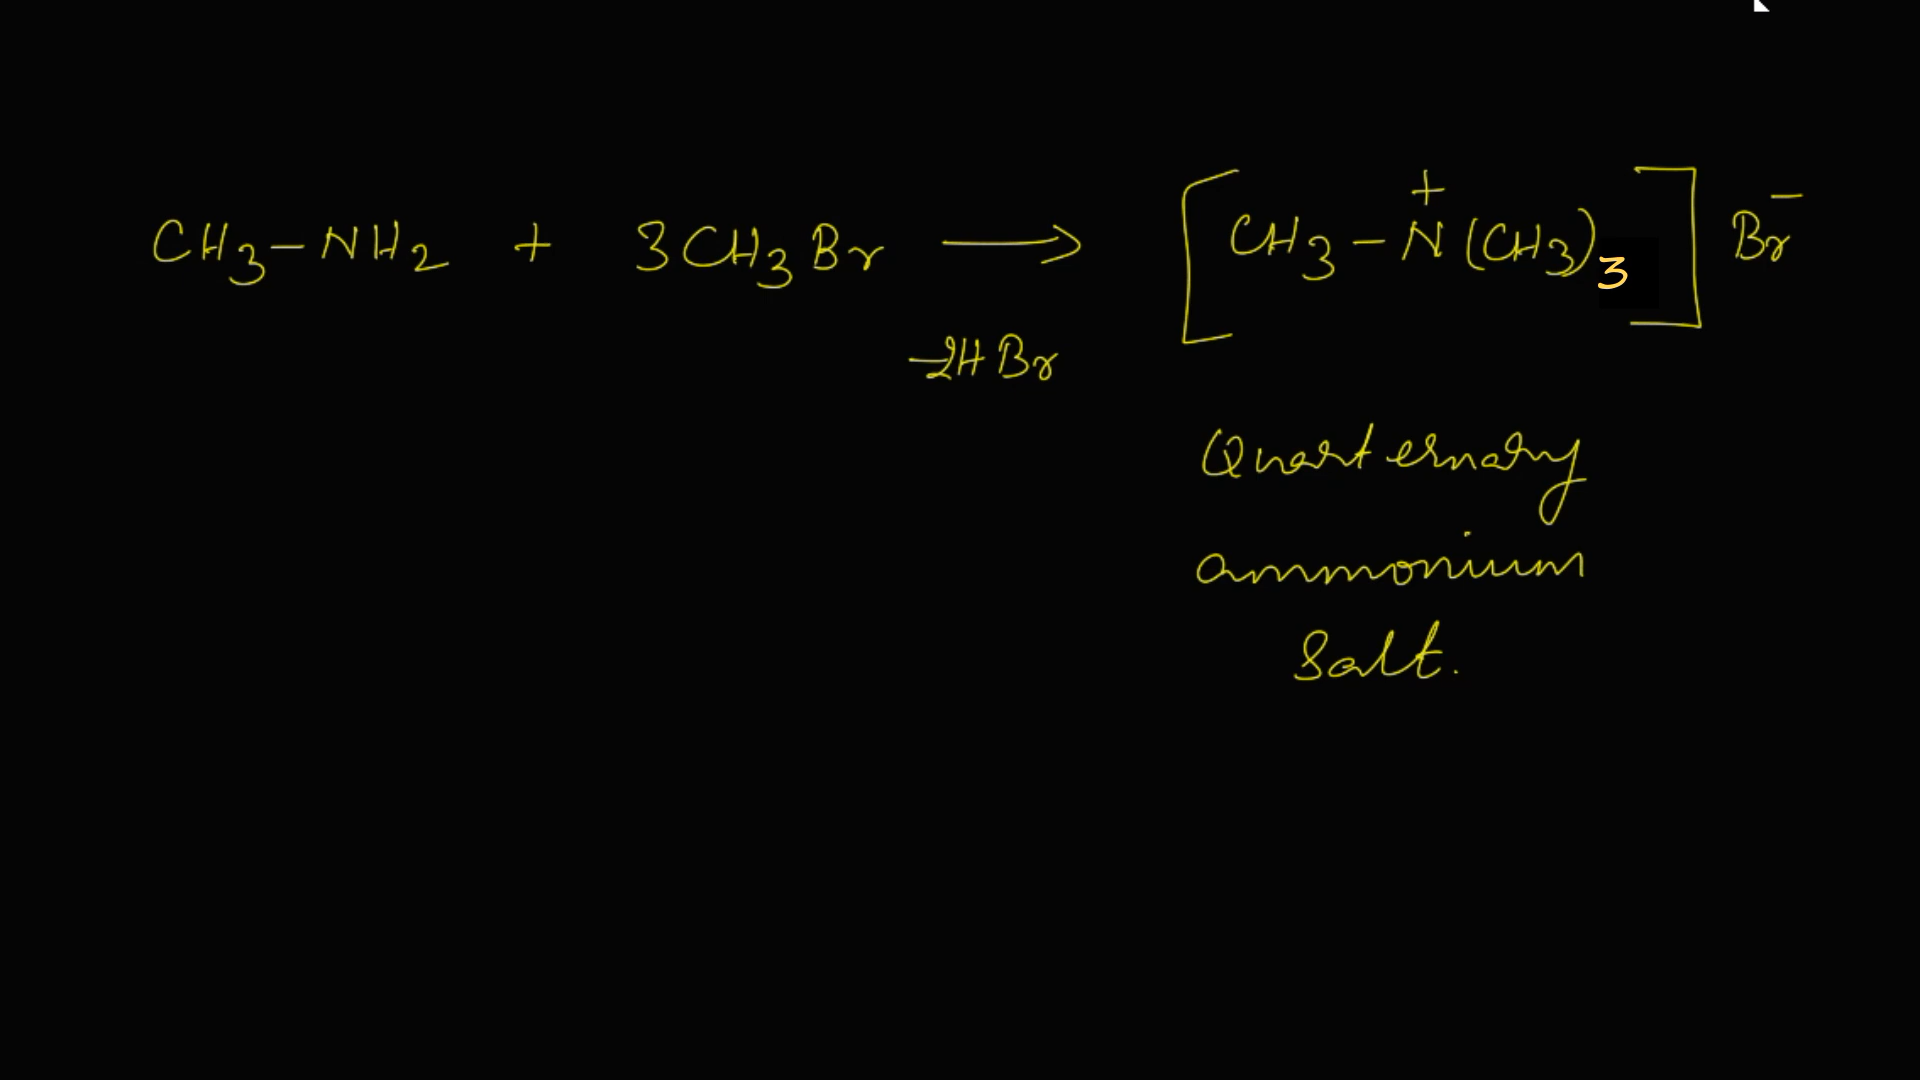 CH3-NH2 + 3CH3Br ⟶ [CH3-N⁺(CH3)3] Br⁻
-2HBr
Quarternary
ammonium
Salt.